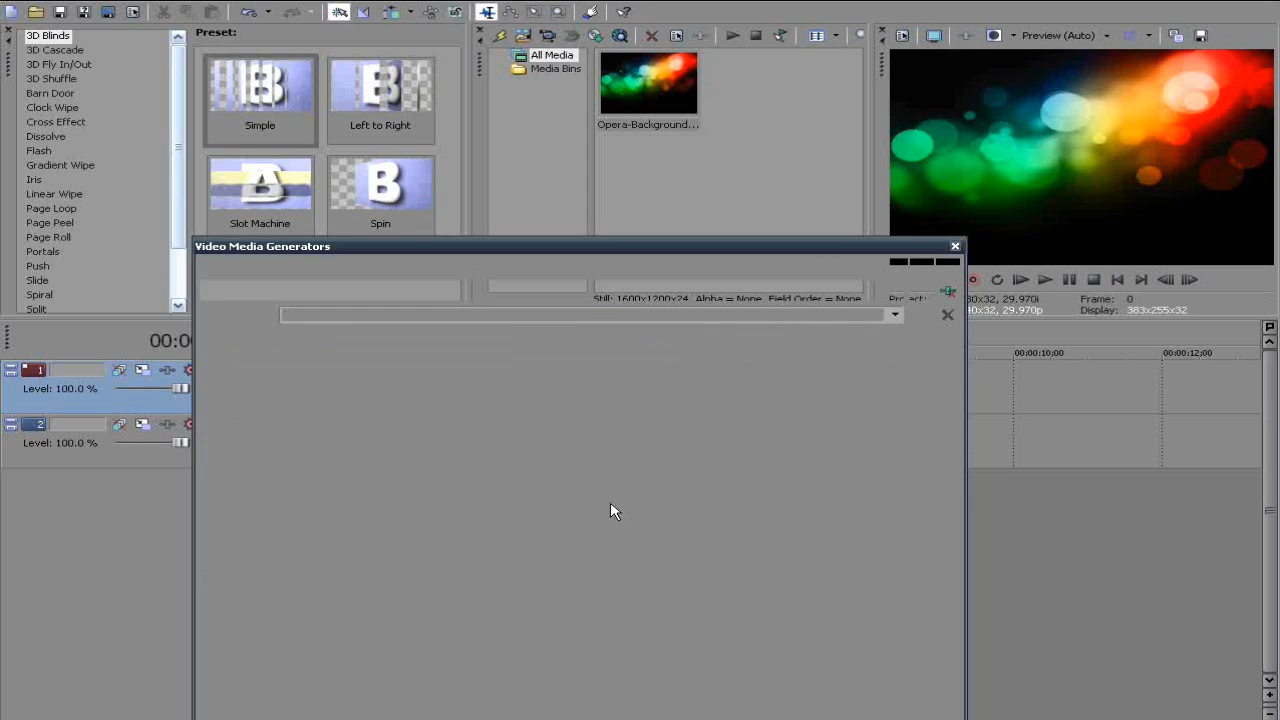 Preset:
Preview (Auto)
3D Blinds
3D Cascade
3D Fly In/Out
3D Shuffle
Barn Door
Clock Wipe
Cross Effect
Dissolve
Flash
Gradient Wipe
Iris
Linear Wipe
Page Loop
Page Peel
Page Roll
Portals
Push
Slide
Spiral
Split
Simple
Left to Right
Slot Machine
Spin
All Media
Media Bins
Opera-Background...
Video Media Generators
Still: 1600x1200x24, Alpha = None, Field Order = None
30x32, 29.970i
40x32, 29.970p
Frame: 0
Display: 383x255x32
00:0
00:00:10;00
00:00:12;00
1
Level: 100.0 %
2
Level: 100.0 %